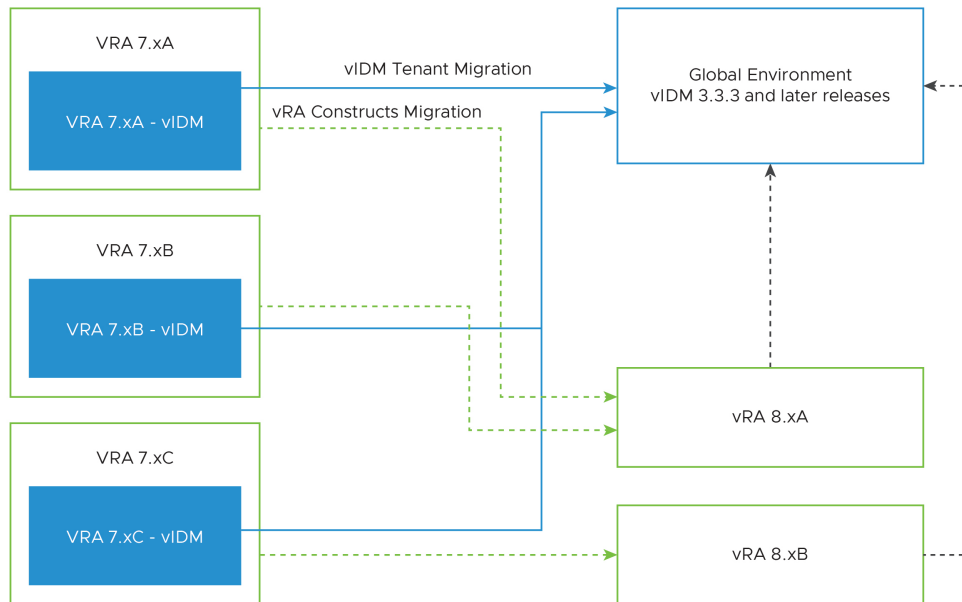 VRA 7.xA
VRA 7.xA - vIDM
vIDM Tenant Migration
vRA Constructs Migration
Global Environment
vIDM 3.3.3 and later releases
VRA 7.xB
VRA 7.xB - vIDM
vRA 8.xA
VRA 7.xC
VRA 7.xC - vIDM
vRA 8.xB